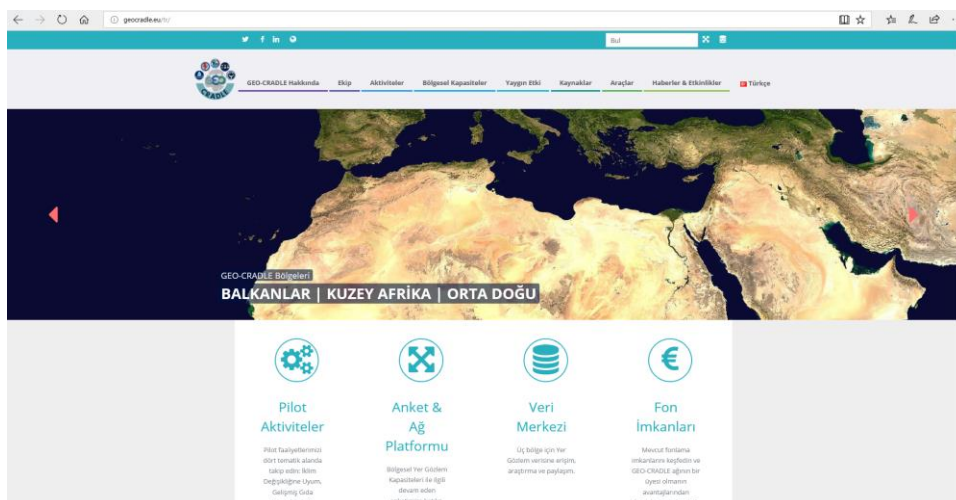 geocradle.eu/tr/
Bul
CRADLE
GEO-CRADLE Hakkında Ekip Aktiviteler Bölgesel Kapasiteler Yaygın Etki Kaynaklar Araçlar Haberler & Etkinlikler Türkçe
GEO-CRADLE Bölgeleri
BALKANLAR | KUZEY AFRİKA | ORTA DOĞU
Pilot
Aktiviteler
Pilot faaliyetlerimizi
dört tematik alanda
takip edin: İklim
Değişikliğine Uyum,
Gelişmiş Gıda
Anket &
Ağ
Platformu
Bölgesel Yer Gözlem
Kapasiteleri ile ilgili
devam eden
Veri
Merkezi
Üç bölge için Yer
Gözlem verisine erişim,
araştırma ve paylaşım.
Fon
İmkanları
Mevcut fonlama
imkanlarını keşfedin ve
GEO-CRADLE ağının bir
üyesi olmanın
avantajlarından